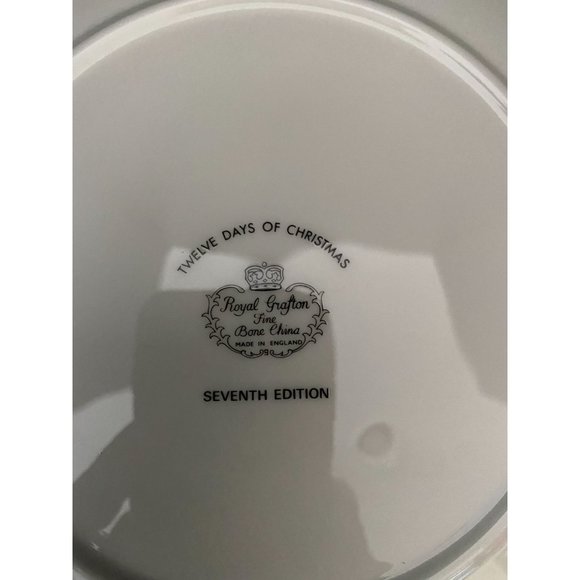 TWELVE DAYS OF CHRISTMAS
Royal Grafton
Fine
Bone China
MADE IN ENGLAND
SEVENTH EDITION